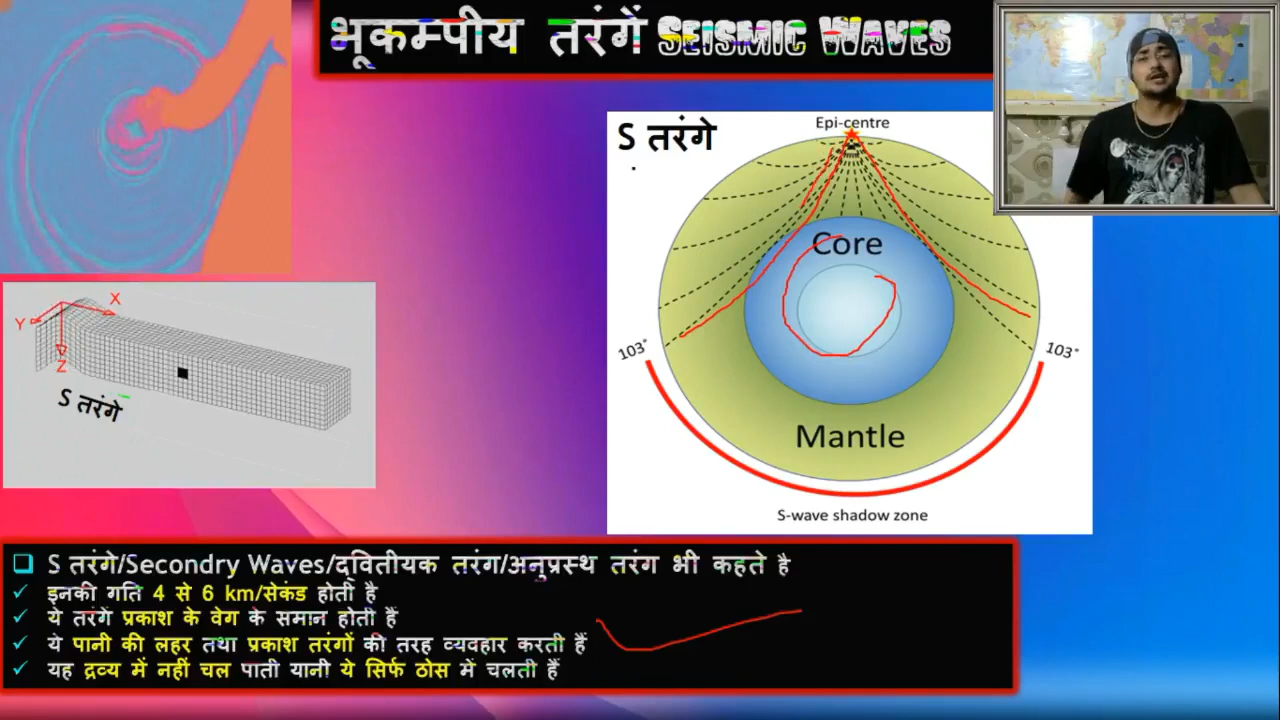 भूकम्पीय तरंगें SEISMIC WAVES
S तरंगे
Epi-centre
Core
103°
103°
Mantle
S-wave shadow zone
X
Y
Z
S तरंगे
S तरंगे/Secondry Waves/द्वितीयक तरंग/अनुप्रस्थ तरंग भी कहते है
इनकी गति 4 से 6 km/सेकंड होती है
ये तरंगें प्रकाश के वेग के समान होती हैं
ये पानी की लहर तथा प्रकाश तरंगों की तरह व्यवहार करती हैं
यह द्रव्य में नहीं चल पाती यानी ये सिर्फ ठोस में चलती हैं